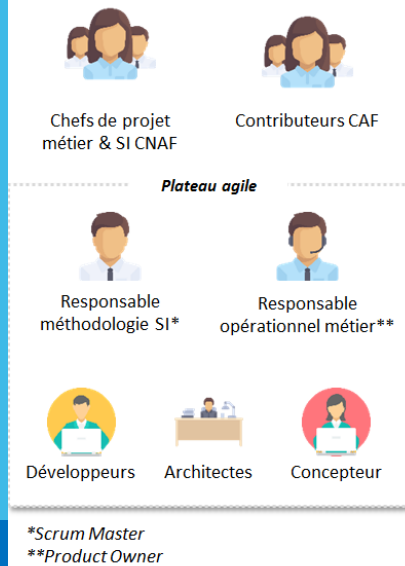 Chefs de projet
métier & SI CNAF
Contributeurs CAF
Plateau agile
Responsable
méthodologie SI*
Responsable
opérationnel métier**
Développeurs
Architectes
Concepteur
*Scrum Master
**Product Owner